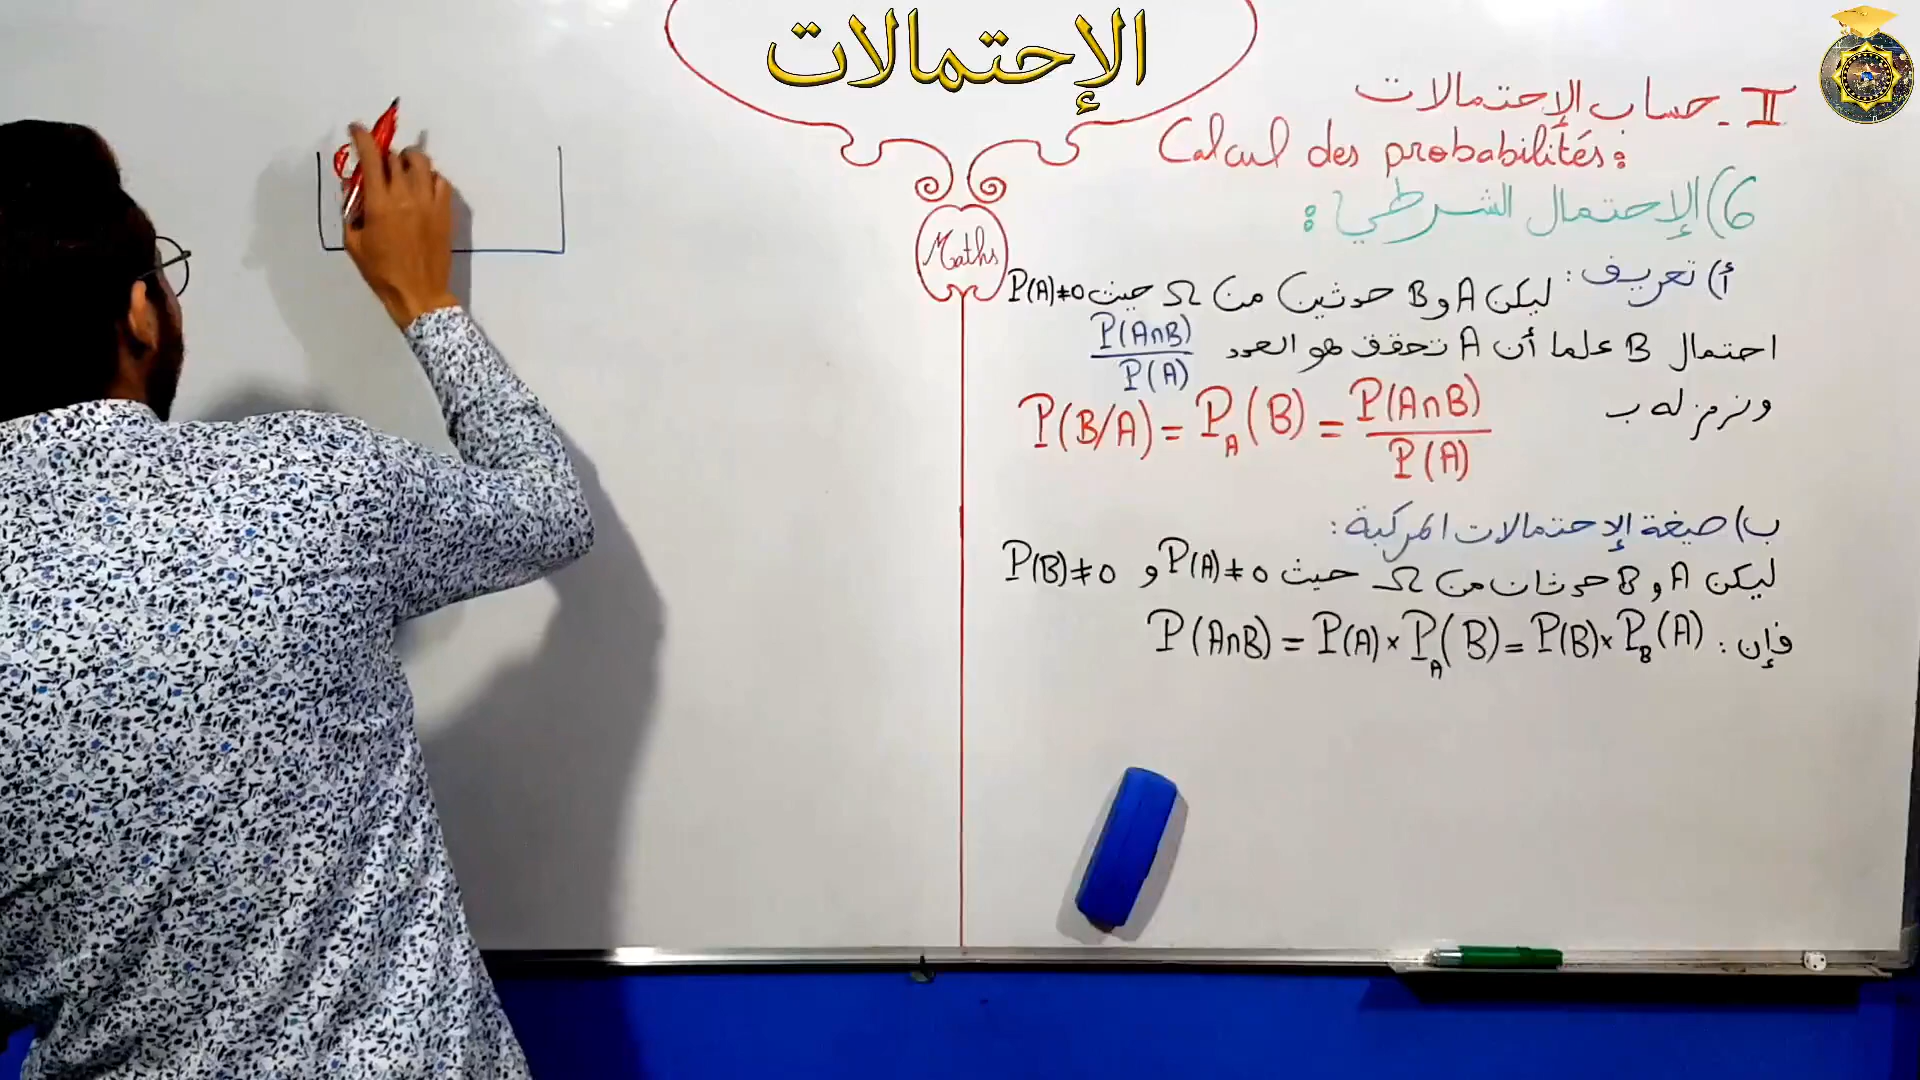 الإحتمالات
II - حساب الإحتمالات
Calcul des probabilités :
6) الإحتمال الشرطي :
Maths
أ) تعريف : ليكن A و B حدثين من Ω حيث P(A)≠0
احتمال B علما أن A تحقق هو العدد P(A∩B)/P(A)
ونرمز له ب
P(B/A) = P_A(B) = P(A∩B)/P(A)
ب) صيغة الإحتمالات المركبة :
ليكن A و B حدثان من Ω حيث P(A)≠0 و P(B)≠0
فإن : P(A∩B) = P(A)×P_A(B) = P(B)×P_B(A)